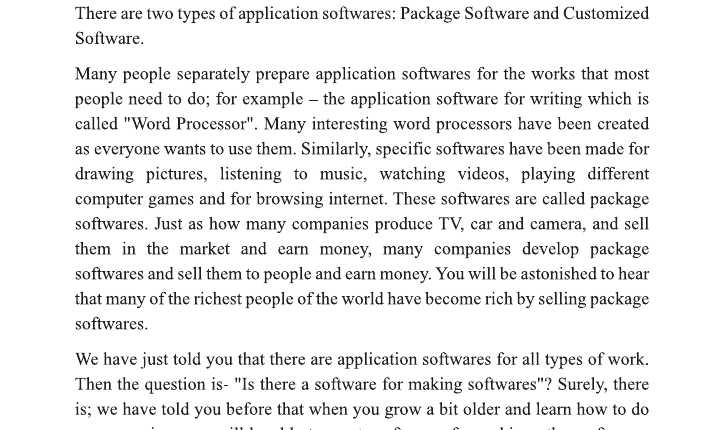 There are two types of application softwares: Package Software and Customized
Software.
Many people separately prepare application softwares for the works that most
people need to do; for example – the application software for writing which is
called "Word Processor". Many interesting word processors have been created
as everyone wants to use them. Similarly, specific softwares have been made for
drawing pictures, listening to music, watching videos, playing different
computer games and for browsing internet. These softwares are called package
softwares. Just as how many companies produce TV, car and camera, and sell
them in the market and earn money, many companies develop package
softwares and sell them to people and earn money. You will be astonished to hear
that many of the richest people of the world have become rich by selling package
softwares.
We have just told you that there are application softwares for all types of work.
Then the question is- "Is there a software for making softwares"? Surely, there
is; we have told you before that when you grow a bit older and learn how to do